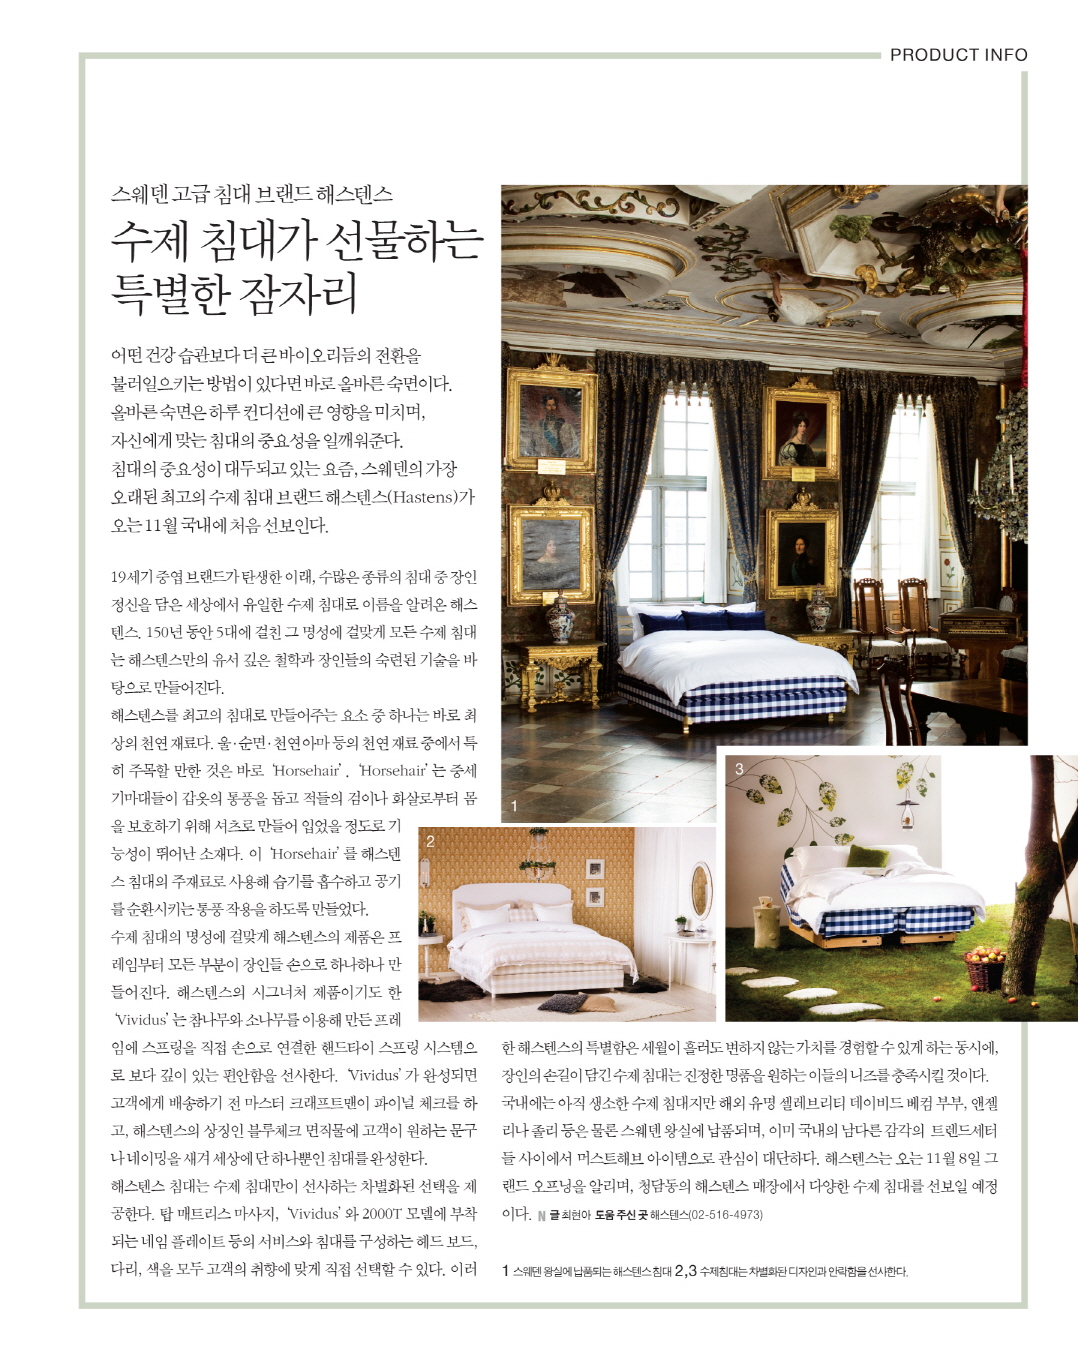 PRODUCT INFO
스웨덴 고급 침대 브랜드 해스텐스
수제 침대가 선물하는
특별한 잠자리
어떤 건강 습관보다 더 큰 바이오리듬의 전환을
불러일으키는 방법이 있다면 바로 올바른 숙면이다.
올바른 숙면은 하루 컨디션에 큰 영향을 미치며,
자신에게 맞는 침대의 중요성을 일깨워준다.
침대의 중요성이 대두되고 있는 요즘, 스웨덴의 가장
오래된 최고의 수제 침대 브랜드 해스텐스(Hastens)가
오는 11월 국내에 처음 선보인다.
19세기 중엽 브랜드가 탄생한 이래, 수많은 종류의 침대 중 장인
정신을 담은 세상에서 유일한 수제 침대로 이름을 알려온 해스
텐스. 150년 동안 5대에 걸친 그 명성에 걸맞게 모든 수제 침대
는 해스텐스만의 유서 깊은 철학과 장인들의 숙련된 기술을 바
탕으로 만들어진다.
해스텐스를 최고의 침대로 만들어주는 요소 중 하나는 바로 최
상의 천연 재료다. 울·순면·천연아마 등의 천연 재료 중에서 특
히 주목할 만한 것은 바로 ‘Horsehair’. ‘Horsehair’는 중세
기마대들이 갑옷의 통풍을 돕고 적들의 검이나 화살로부터 몸
을 보호하기 위해 셔츠로 만들어 입었을 정도로 기
능성이 뛰어난 소재다. 이 ‘Horsehair’를 해스텐
스 침대의 주재료로 사용해 습기를 흡수하고 공기
를 순환시키는 통풍 작용을 하도록 만들었다.
수제 침대의 명성에 걸맞게 해스텐스의 제품은 프
레임부터 모든 부분이 장인들 손으로 하나하나 만
들어진다. 해스텐스의 시그너처 제품이기도 한
‘Vividus’는 참나무와 소나무를 이용해 만든 프레
임에 스프링을 직접 손으로 연결한 핸드타이 스프링 시스템으
로 보다 깊이 있는 편안함을 선사한다. ‘Vividus’가 완성되면
고객에게 배송하기 전 마스터 크래프트맨이 파이널 체크를 하
고, 해스텐스의 상징인 블루체크 면직물에 고객이 원하는 문구
나 네이밍을 새겨 세상에 단 하나뿐인 침대를 완성한다.
해스텐스 침대는 수제 침대만이 선사하는 차별화된 선택을 제
공한다. 탑 매트리스 마사지, ‘Vividus’와 2000T 모델에 부착
되는 네임 플레이트 등의 서비스와 침대를 구성하는 헤드 보드,
다리, 색을 모두 고객의 취향에 맞게 직접 선택할 수 있다. 이러
한 해스텐스의 특별함은 세월이 흘러도 변하지 않는 가치를 경험할 수 있게 하는 동시에,
장인의 손길이 담긴 수제 침대는 진정한 명품을 원하는 이들의 니즈를 충족시킬 것이다.
국내에는 아직 생소한 수제 침대지만 해외 유명 셀레브리티 데이비드 베컴 부부, 앤젤
리나 졸리 등은 물론 스웨덴 왕실에 납품되며, 이미 국내의 남다른 감각의 트렌드세터
들 사이에서 머스트해브 아이템으로 관심이 대단하다. 해스텐스는 오는 11월 8일 그
랜드 오프닝을 알리며, 청담동의 해스텐스 매장에서 다양한 수제 침대를 선보일 예정
이다. N 글 최현아 도움 주신 곳 해스텐스(02-516-4973)
1 스웨덴 왕실에 납품되는 해스텐스 침대 2,3 수제침대는 차별화된 디자인과 안락함을 선사한다.
1
2
3